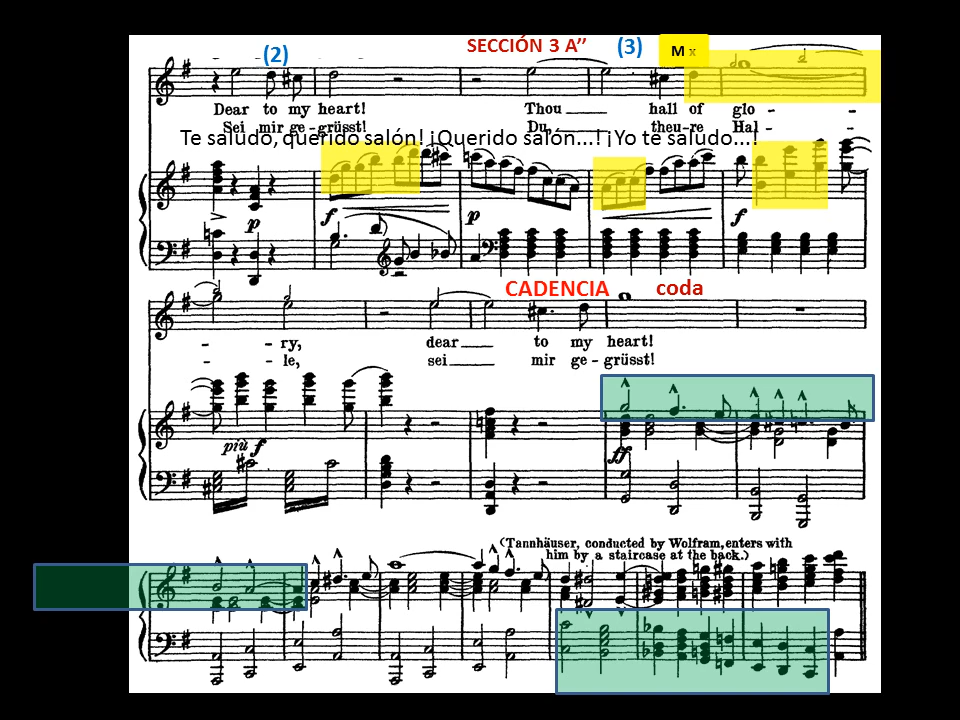 (2) SECCIÓN 3 A’’ (3) M x
Dear to my heart! Thou hall of glo - -
Sei mir ge-grüsst! Du, theu-re Hal - -
Te saludo, querido salón! ¡Querido salón...! ¡Yo te saludo...!
p f p f
CADENCIA coda
- - ry, dear to my heart!
- - le, sei mir ge-grüsst!
più f
ff
(Tannhäuser, conducted by Wolfram, enters with
him by a staircase at the back.)